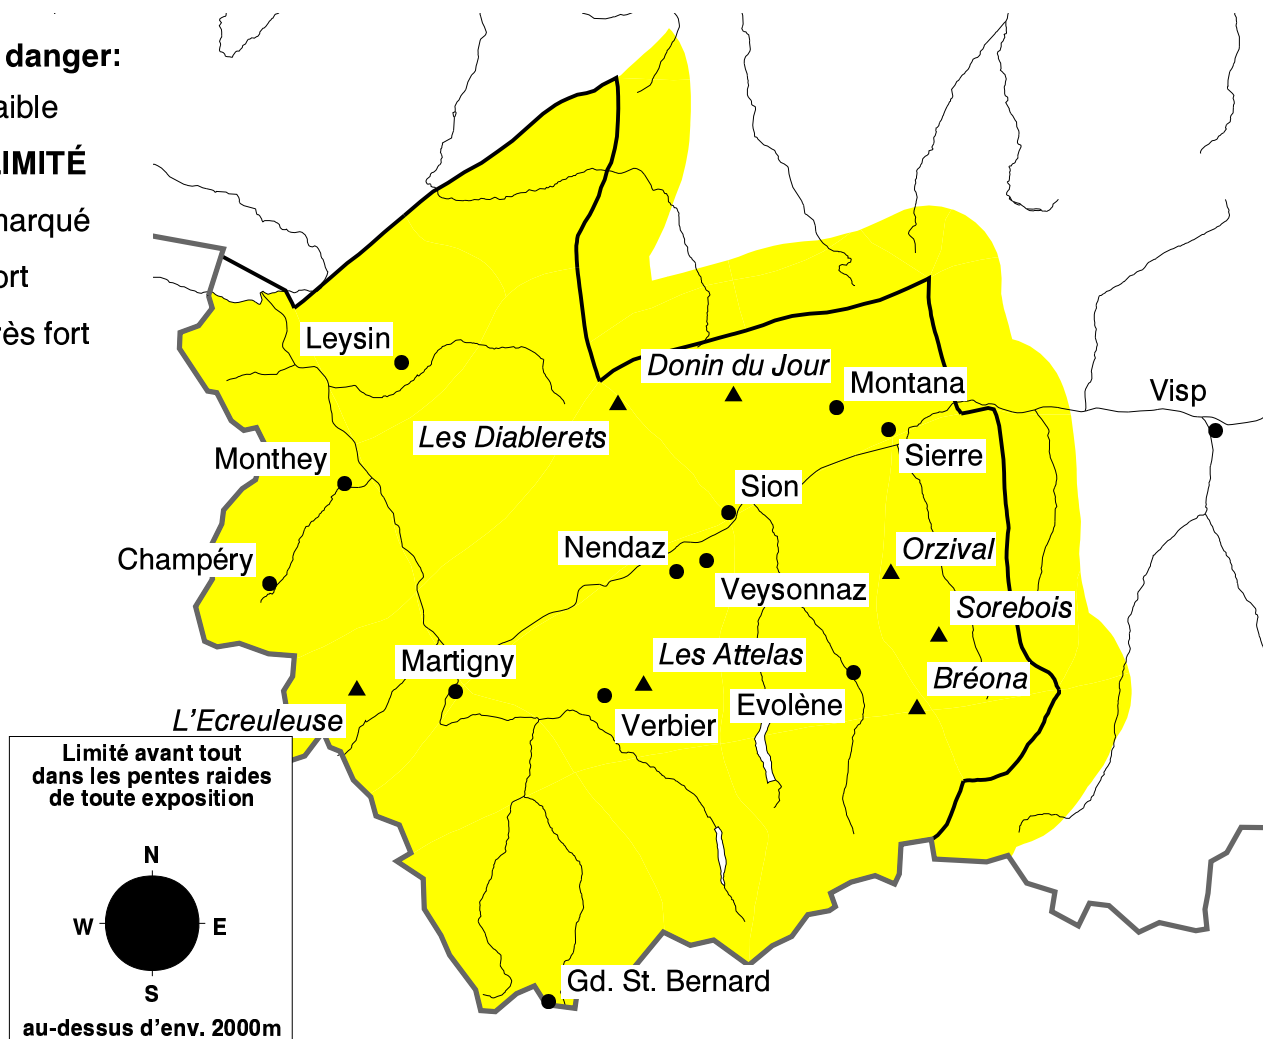 danger:
aible
LIMITÉ
narqué
ort
rès fort
Leysin
Donin du Jour
Montana
Visp
Les Diablerets
Sierre
Monthey
Sion
Champéry
Nendaz
Orzival
Veysonnaz
Sorebois
Martigny
Les Attelas
Bréona
L'Ecreuleuse
Verbier
Evolène
Limité avant tout
dans les pentes raides
de toute exposition
N
W E
S
au-dessus d'env. 2000m
Gd. St. Bernard